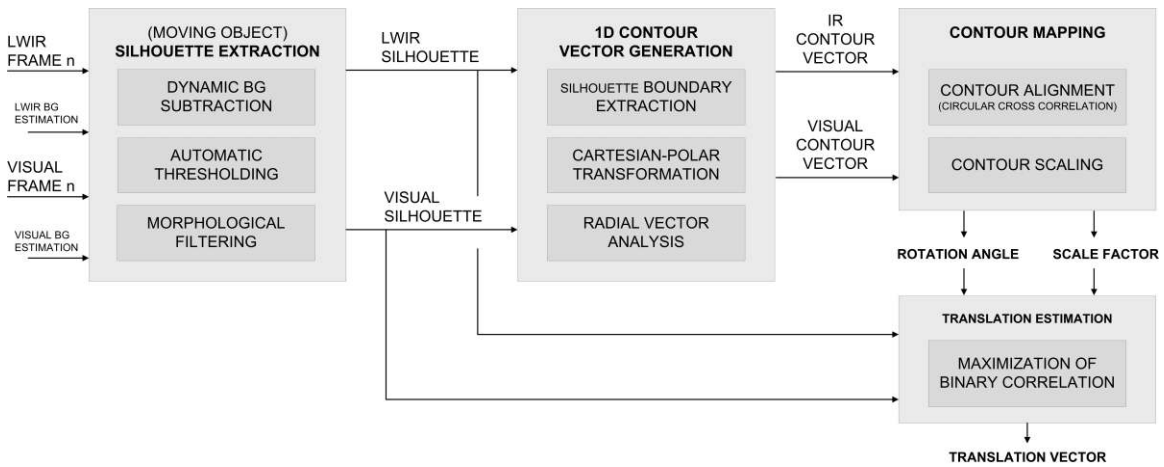 LWIR
FRAME n
LWIR BG
ESTIMATION
VISUAL
FRAME n
VISUAL BG
ESTIMATION
(MOVING OBJECT)
SILHOUETTE EXTRACTION
DYNAMIC BG
SUBTRACTION
AUTOMATIC
THRESHOLDING
MORPHOLOGICAL
FILTERING
LWIR
SILHOUETTE
VISUAL
SILHOUETTE
1D CONTOUR
VECTOR GENERATION
SILHOUETTE BOUNDARY
EXTRACTION
CARTESIAN-POLAR
TRANSFORMATION
RADIAL VECTOR
ANALYSIS
IR
CONTOUR
VECTOR
VISUAL
CONTOUR
VECTOR
CONTOUR MAPPING
CONTOUR ALIGNMENT
(CIRCULAR CROSS CORRELATION)
CONTOUR SCALING
ROTATION ANGLE
SCALE FACTOR
TRANSLATION ESTIMATION
MAXIMIZATION OF
BINARY CORRELATION
TRANSLATION VECTOR